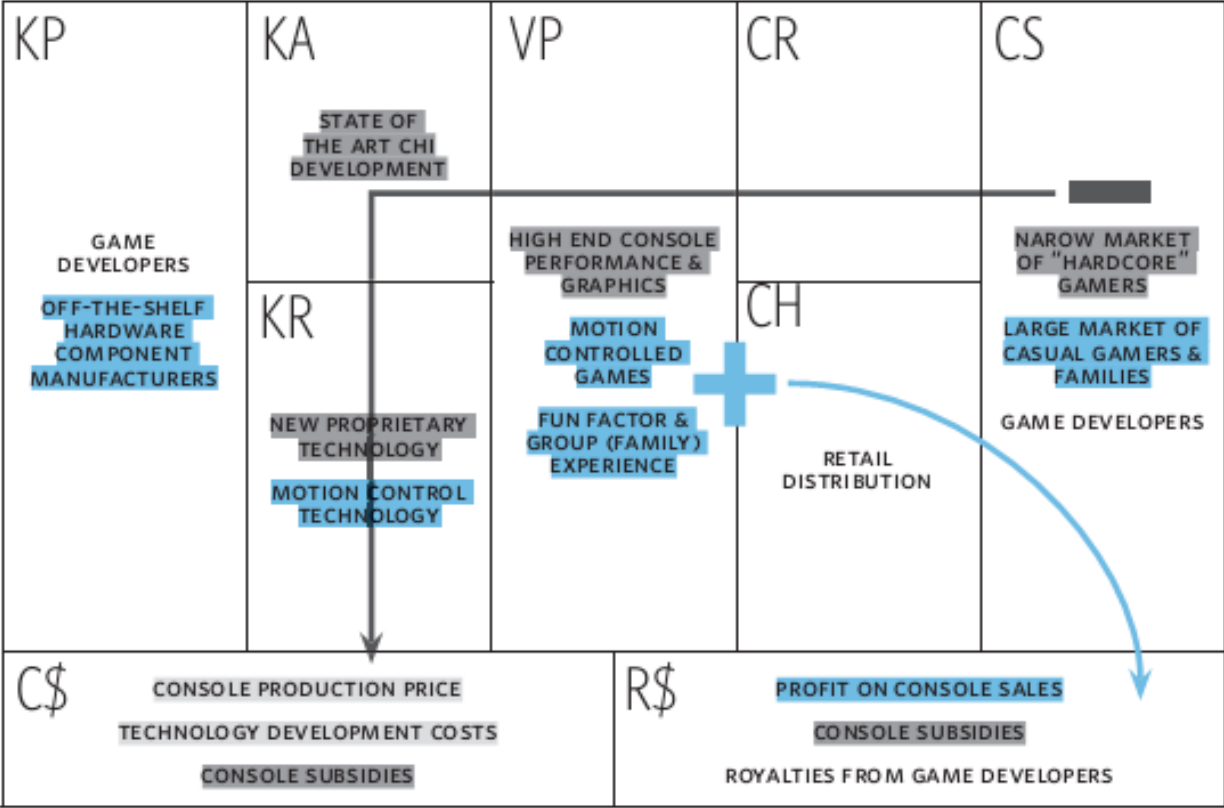 KP
GAME
DEVELOPERS
OFF-THE-SHELF
HARDWARE
COMPONENT
MANUFACTURERS
KA
STATE OF
THE ART CHI
DEVELOPMENT
KR
NEW PROPRIETARY
TECHNOLOGY
MOTION CONTROL
TECHNOLOGY
VP
HIGH END CONSOLE
PERFORMANCE &
GRAPHICS
MOTION
CONTROLLED
GAMES
FUN FACTOR &
GROUP (FAMILY)
EXPERIENCE
CR
CH
RETAIL
DISTRIBUTION
CS
NAROW MARKET
OF "HARDCORE"
GAMERS
LARGE MARKET OF
CASUAL GAMERS &
FAMILIES
GAME DEVELOPERS
C$
CONSOLE PRODUCTION PRICE
TECHNOLOGY DEVELOPMENT COSTS
CONSOLE SUBSIDIES
R$
PROFIT ON CONSOLE SALES
CONSOLE SUBSIDIES
ROYALTIES FROM GAME DEVELOPERS